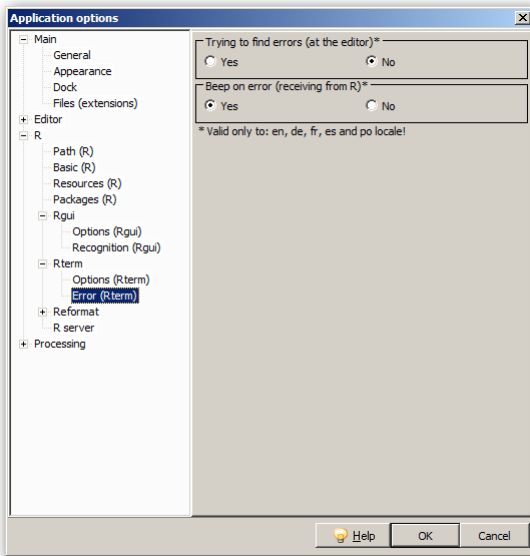 Application options
Main
General
Appearance
Dock
Files (extensions)
Editor
R
Path (R)
Basic (R)
Resources (R)
Packages (R)
Rgui
Options (Rgui)
Recognition (Rgui)
Rterm
Options (Rterm)
Error (Rterm)
Reformat
R server
Processing
Trying to find errors (at the editor)*
Yes No
Beep on error (receiving from R)*
Yes No
* Valid only to: en, de, fr, es and po locale!
Help OK Cancel